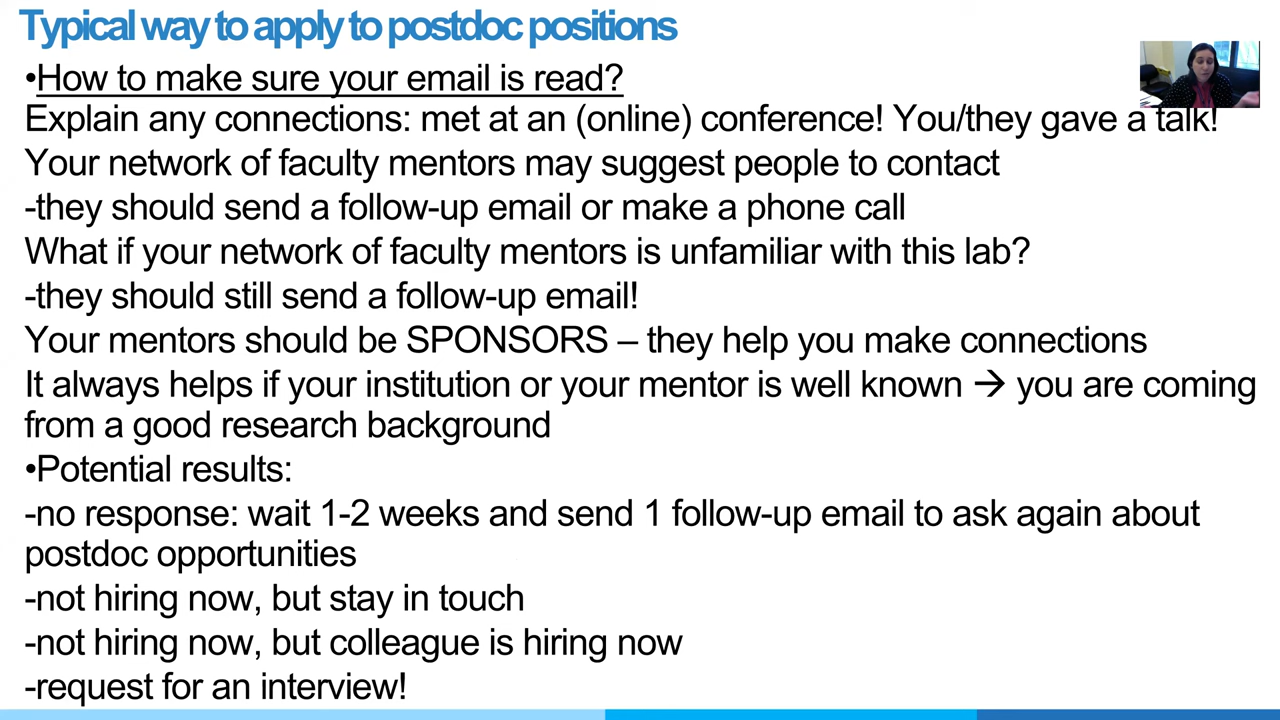 Typical way to apply to postdoc positions
•How to make sure your email is read?
Explain any connections: met at an (online) conference! You/they gave a talk!
Your network of faculty mentors may suggest people to contact
-they should send a follow-up email or make a phone call
What if your network of faculty mentors is unfamiliar with this lab?
-they should still send a follow-up email!
Your mentors should be SPONSORS – they help you make connections
It always helps if your institution or your mentor is well known → you are coming
from a good research background
•Potential results:
-no response: wait 1-2 weeks and send 1 follow-up email to ask again about
postdoc opportunities
-not hiring now, but stay in touch
-not hiring now, but colleague is hiring now
-request for an interview!